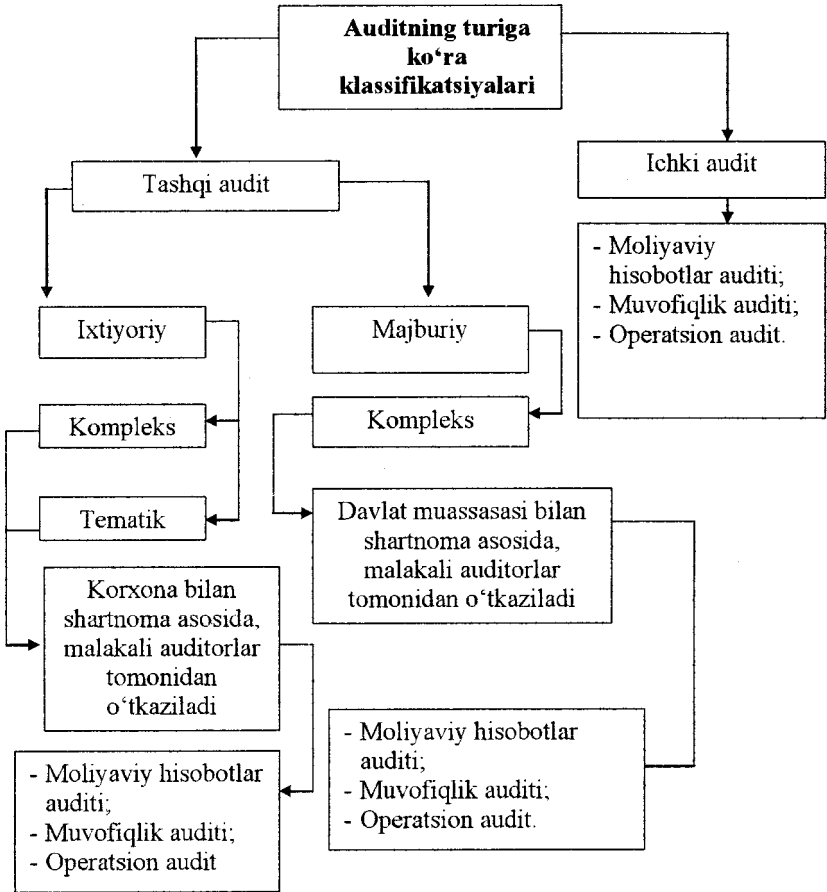 Auditning turiga
ko‘ra
klassifikatsiyalari
Tashqi audit
Ichki audit
- Moliyaviy
hisobotlar auditi;
- Muvofiqlik auditi;
- Operatsion audit.
Ixtiyoriy
Majburiy
Kompleks
Kompleks
Tematik
Davlat muassasasi bilan
shartnoma asosida,
malakali auditorlar
tomonidan o‘tkaziladi
Korxona bilan
shartnoma asosida,
malakali auditorlar
tomonidan
o‘tkaziladi
- Moliyaviy hisobotlar
auditi;
- Muvofiqlik auditi;
- Operatsion audit.
- Moliyaviy hisobotlar
auditi;
- Muvofiqlik auditi;
- Operatsion audit